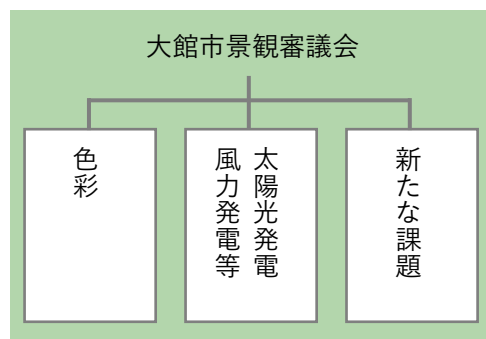 大館市景観審議会
色彩
太陽光発電
風力発電等
新たな課題